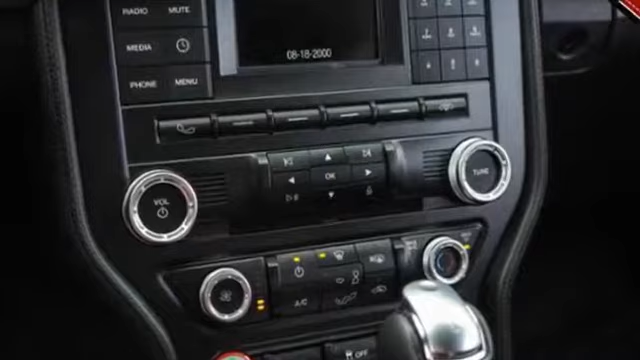 RADIO MUTE
08-18-2000
MEDIA
PHONE MENU
OK
VOL
TUNE
A/C
OFF